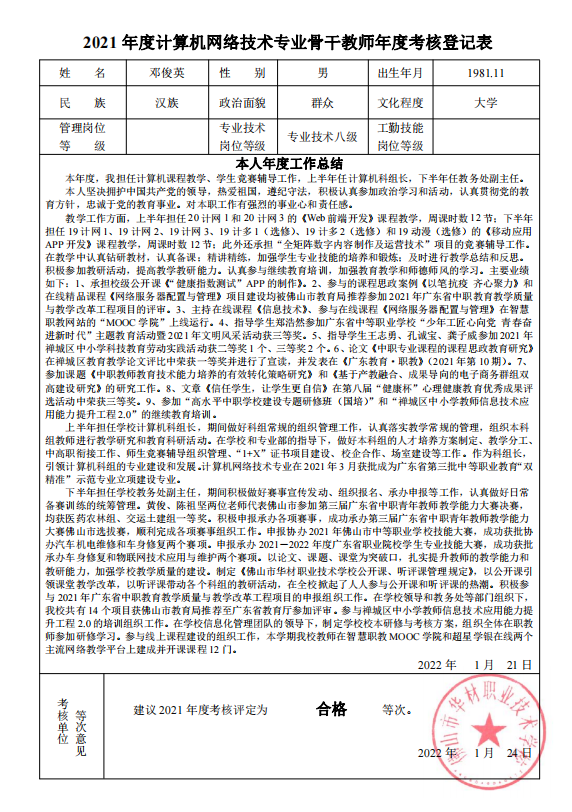 2021 年度计算机网络技术专业骨干教师年度考核登记表
姓 名 邓俊英 性 别 男 出生年月 1981.11
民 族 汉族 政治面貌 群众 文化程度 大学
管理岗位等 级 专业技术岗位等级 专业技术八级 工勤技能岗位等级
本人年度工作总结
本年度，我担任计算机课程教学、学生竞赛辅导工作，上半年任计算机科组长，下半年任教务处副主任。
本人坚决拥护中国共产党的领导，热爱祖国，遵纪守法，积极认真参加政治学习和活动，认真贯彻党的教
育方针，忠诚于党的教育事业。对本职工作有强烈的事业心和责任感。
教学工作方面，上半年担任 20 计网 1 和 20 计网 3 的《Web 前端开发》课程教学，周课时数 12 节；下半年
担任 19 计网 1、19 计网 2、19 计网 3、19 计多 1（选修）、19 计多 2（选修）和 19 动漫（选修）的《移动应用
APP 开发》课程教学，周课时数 12 节；此外还承担“全矩阵数字内容制作及运营技术”项目的竞赛辅导工作。
在教学中认真钻研教材，认真备课；精讲精练，加强学生专业技能的培养和锻炼；及时进行教学总结和反思。
积极参加教研活动，提高教学教研能力。认真参与继续教育培训，加强教育教学和师德师风的学习。主要业绩
如下：1、承担校级公开课《“健康指数测试”APP 的制作》。2、参与的课程思政案例《以笔抗疫 齐心聚力》和
在线精品课程《网络服务器配置与管理》项目建设均被佛山市教育局推荐参加 2021 年广东省中职教育教学质量
与教学改革工程项目的评审。3、主持在线课程《信息技术》、参与在线课程《网络服务器配置与管理》在智慧
职教网站的“MOOC 学院”上线运行。4、指导学生郑浩然参加广东省中等职业学校“少年工匠心向党 青春奋
进新时代”主题教育活动暨 2021 年文明风采活动获三等奖。5、指导学生王志勇、孔诚宝、龚子威参加 2021 年
禅城区中小学科技教育劳动实践活动获二等奖 1 个、三等奖 2 个。6、论文《中职专业课程的课程思政教育研究》
在禅城区教育教学论文评比中荣获一等奖并进行了宣读，并发表在《广东教育·职教》（2021 年第 10 期）。7、
参加课题《中职教师教育技术能力培养的有效转化策略研究》和《基于产教融合、成果导向的电子商务群组双
高建设研究》的研究工作。8、文章《信任学生，让学生更自信》在第八届“健康杯”心理健康教育优秀成果评
选活动中荣获三等奖。9、参加“高水平中职学校建设专题研修班（国培）”和“禅城区中小学教师信息技术应
用能力提升工程 2.0”的继续教育培训。
上半年担任学校计算机科组长，期间做好科组常规的组织管理工作，认真落实教学常规的管理，组织本科
组教师进行教学研究和教育科研活动。在学校和专业部的指导下，做好本科组的人才培养方案制定、教学分工、
中高职衔接工作、师生竞赛辅导组织管理、“1+X”证书项目建设、校企合作、场室建设等工作。作为科组长，
引领计算机科组的专业建设和发展。计算机网络技术专业在 2021 年 3 月获批成为广东省第三批中等职业教育“双
精准”示范专业立项建设专业。
下半年担任学校教务处副主任，期间积极做好赛事宣传发动、组织报名、承办申报等工作，认真做好日常
备赛训练的统筹管理。黄俊、陈祖坚两位老师代表佛山市参加第三届广东省中职青年教师教学能力大赛决赛，
均获医药农林组、交运土建组一等奖。积极申报承办各项赛事，成功承办第三届广东省中职青年教师教学能力
大赛佛山市选拔赛，顺利完成各项赛事组织工作。申报协办 2021 年佛山市中等职业学校技能大赛，成功获批协
办汽车机电维修和车身修复两个赛项。申报承办 2021－2022 年度广东省职业院校学生专业技能大赛，成功获批
承办车身修复和物联网技术应用与维护两个赛项。以论文、课题、课堂为突破口，扎实提升教师的教学能力和
教研能力，加强学校教学质量的建设。制定《佛山市华材职业技术学校公开课、听评课管理规定》，以公开课引
领课堂教学改革，以听评课带动各个科组的教研活动，在全校掀起了人人参与公开课和听评课的热潮。积极参
与 2021 年广东省中职教育教学质量与教学改革工程项目的申报组织工作。在学校领导和教务处等部门组织下，
我校共有 14 个项目获佛山市教育局推荐至广东省教育厅参加评审。参与禅城区中小学教师信息技术应用能力提
升工程 2.0 的培训组织工作。在学校信息化管理团队的领导下，制定学校校本研修与考核方案，组织全体在职教
师参加研修学习。参与线上课程建设的组织工作，本学期我校教师在智慧职教 MOOC 学院和超星学银在线两个
主流网络教学平台上建成并开课课程 12 门。
2022 年 1 月 21 日
考核单位 等次意见 建议 2021 年度考核评定为 合格 等次。
佛山市华材职业技术学校
2022 年 1 月 24 日